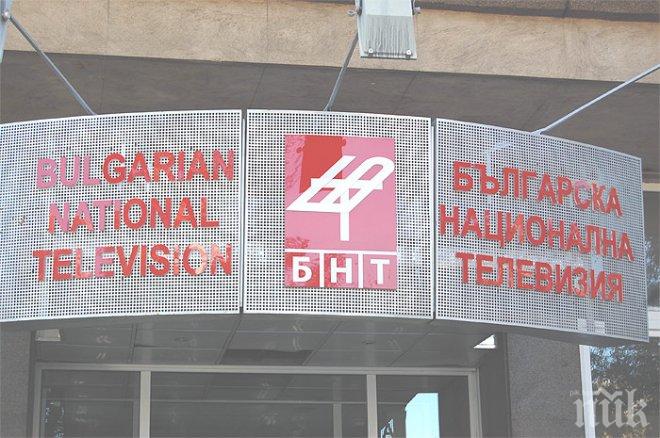 BULGARIAN
NATIONAL
TELEVISION
БНТ
БЪЛГАРСКА
НАЦИОНАЛНА
ТЕЛЕВИЗИЯ
пик